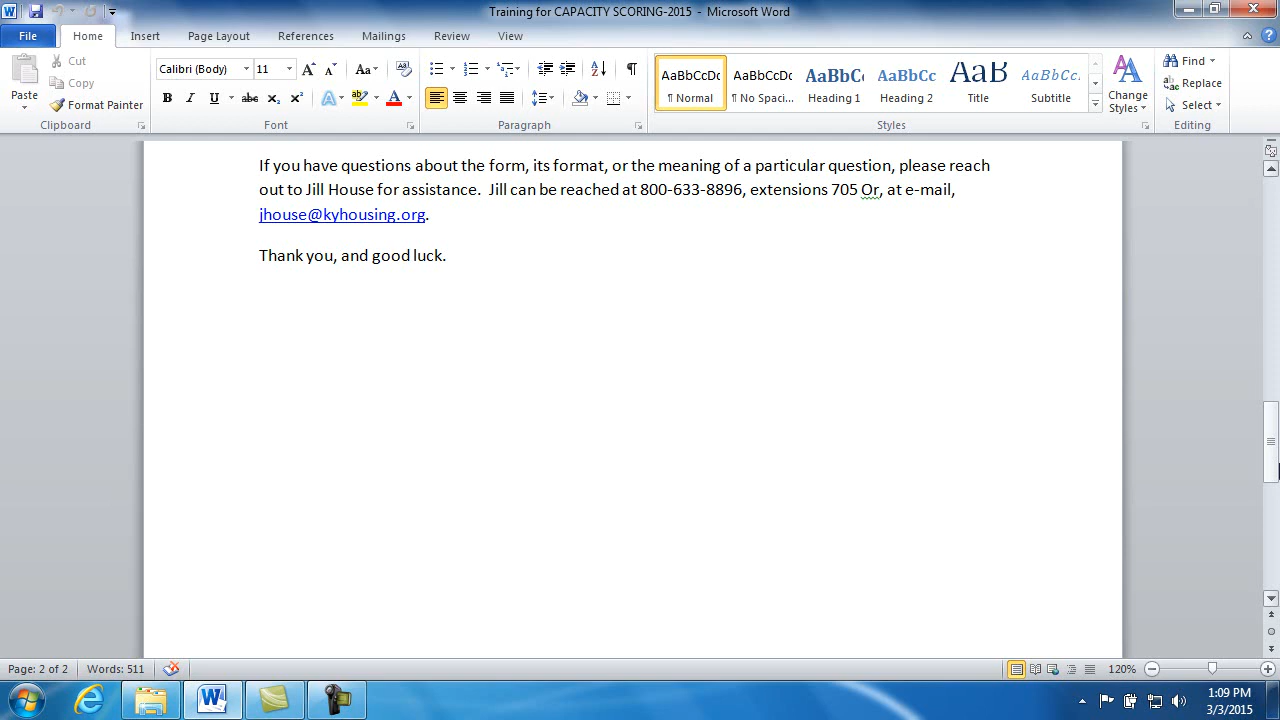 Training for CAPACITY SCORING-2015 - Microsoft Word
File Home Insert Page Layout References Mailings Review View
Paste
Cut
Copy
Format Painter
Clipboard
Calibri (Body) 11
Font
Paragraph
AaBbCcDc AaBbCcDc AaBbCc AaBbCc AaB AaBbCc.
¶ Normal ¶ No Spaci... Heading 1 Heading 2 Title Subtitle
Change Styles
Styles
Find
Replace
Select
Editing
If you have questions about the form, its format, or the meaning of a particular question, please reach
out to Jill House for assistance.  Jill can be reached at 800-633-8896, extensions 705 Or, at e-mail,
jhouse@kyhousing.org.
Thank you, and good luck.
Page: 2 of 2 Words: 511 120%
1:09 PM
3/3/2015